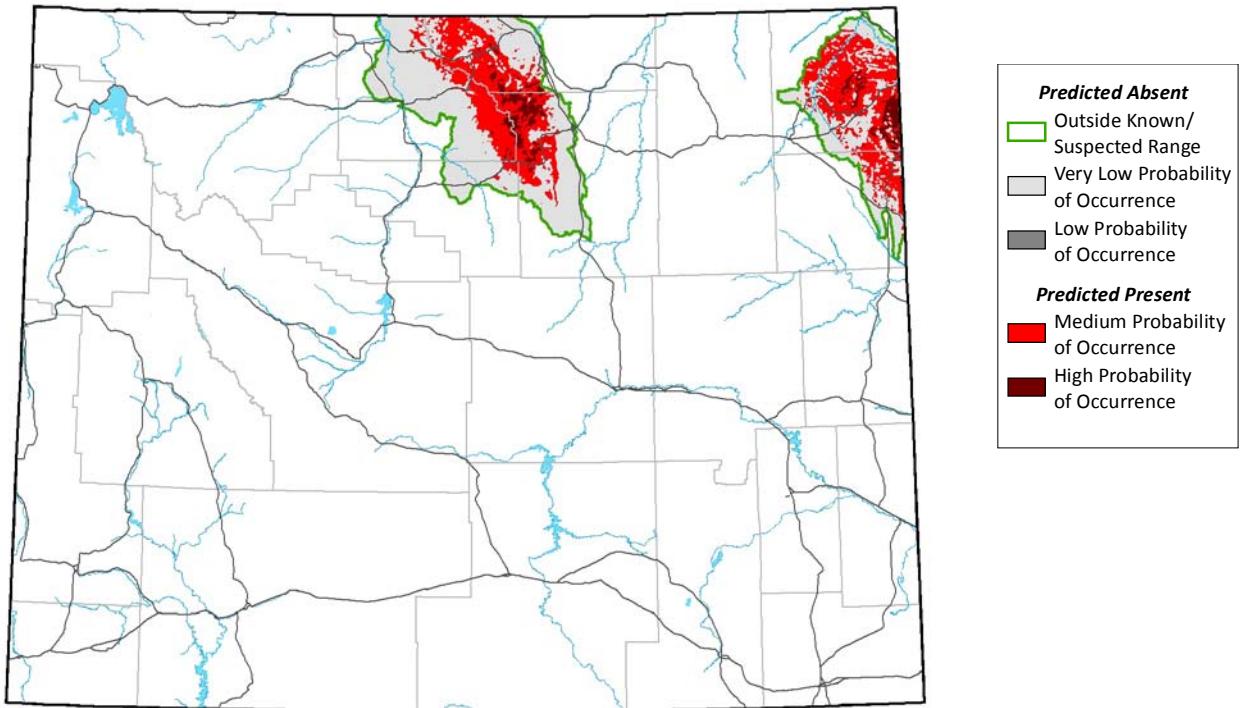 Predicted Absent
Outside Known/
Suspected Range
Very Low Probability
of Occurrence
Low Probability
of Occurrence
Predicted Present
Medium Probability
of Occurrence
High Probability
of Occurrence